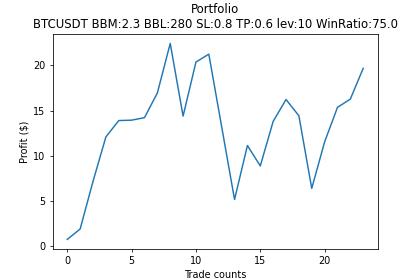 Portfolio
BTCUSDT BBM:2.3 BBL:280 SL:0.8 TP:0.6 lev:10 WinRatio:75.0
Profit ($)
20
15
10
5
0
0 5 10 15 20
Trade counts